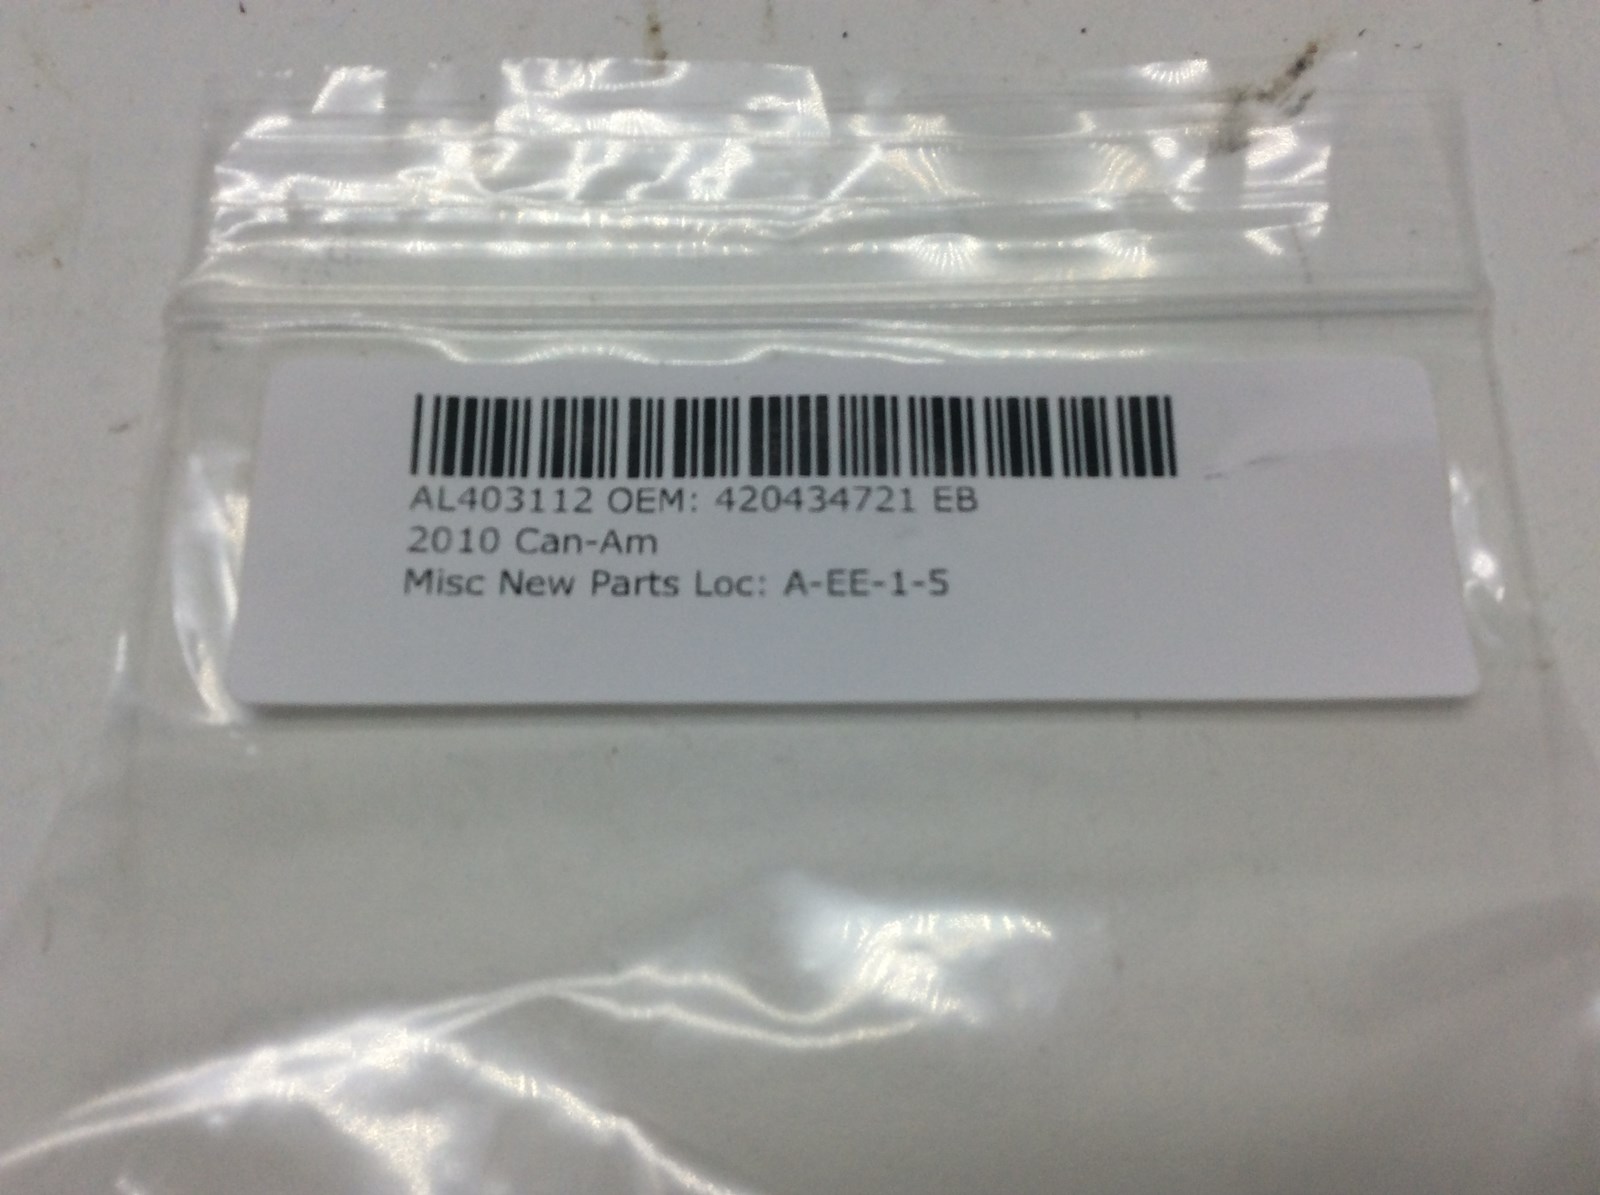 AL403112 OEM: 420434721 EB
2010 Can-Am
Misc New Parts Loc: A-EE-1-5